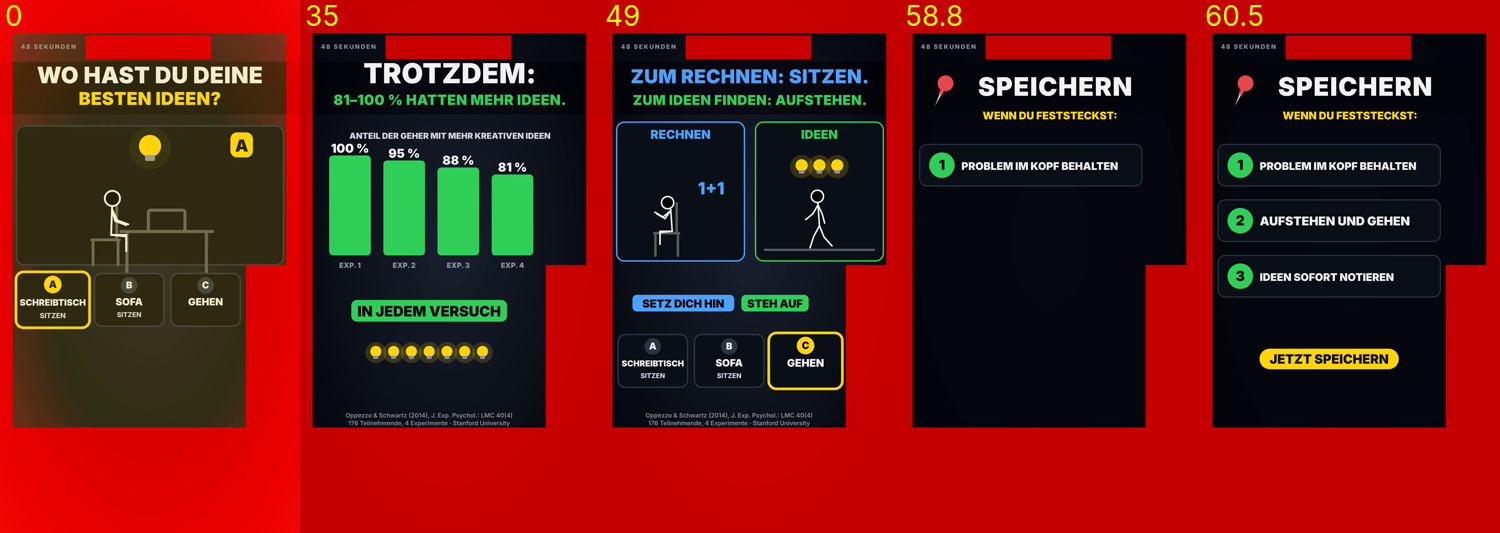 0
48 SEKUNDEN
WO HAST DU DEINE
BESTEN IDEEN?
A
A
SCHREIBTISCH
SITZEN
B
SOFA
SITZEN
C
GEHEN
35
48 SEKUNDEN
TROTZDEM:
81–100 % HATTEN MEHR IDEEN.
ANTEIL DER GEHER MIT MEHR KREATIVEN IDEEN
100 %
95 %
88 %
81 %
EXP. 1
EXP. 2
EXP. 3
EXP. 4
IN JEDEM VERSUCH
Oppezzo & Schwartz (2014), J. Exp. Psychol.: LMC 40(4)
176 Teilnehmende, 4 Experimente · Stanford University
49
48 SEKUNDEN
ZUM RECHNEN: SITZEN.
ZUM IDEEN FINDEN: AUFSTEHEN.
RECHNEN
1+1
IDEEN
SETZ DICH HIN
STEH AUF
A
SCHREIBTISCH
SITZEN
B
SOFA
SITZEN
C
GEHEN
Oppezzo & Schwartz (2014), J. Exp. Psychol.: LMC 40(4)
176 Teilnehmende, 4 Experimente · Stanford University
58.8
48 SEKUNDEN
SPEICHERN
WENN DU FESTSTECKST:
1 PROBLEM IM KOPF BEHALTEN
60.5
48 SEKUNDEN
SPEICHERN
WENN DU FESTSTECKST:
1 PROBLEM IM KOPF BEHALTEN
2 AUFSTEHEN UND GEHEN
3 IDEEN SOFORT NOTIEREN
JETZT SPEICHERN